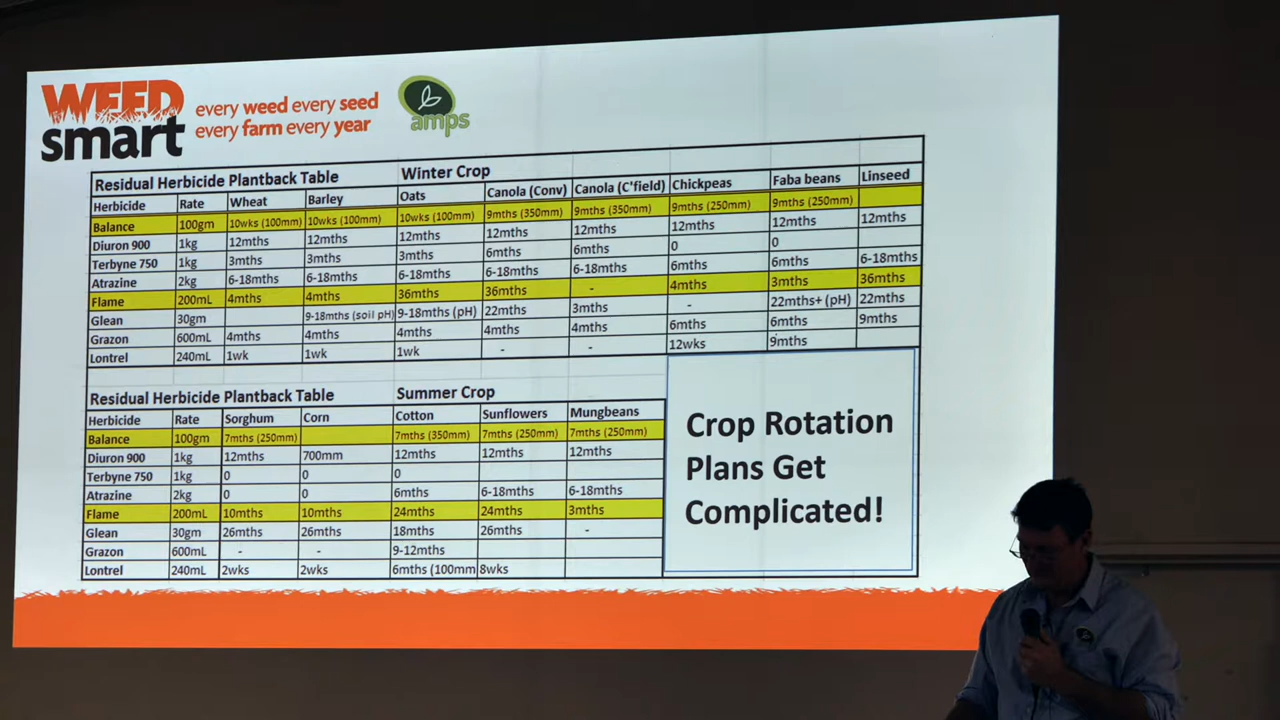 WEED smart
every weed every seed
every farm every year
amps
Residual Herbicide Plantback Table Winter Crop
Herbicide Rate Wheat Barley Oats Canola (Conv) Canola (C'field) Chickpeas Faba beans Linseed
Balance 100gm 10wks (100mm) 10wks (100mm) 10wks (100mm) 9mths (350mm) 9mths (350mm) 9mths (250mm) 9mths (250mm)
Diuron 900 1kg 12mths 12mths 12mths 12mths 12mths 12mths 12mths 12mths
Terbyne 750 1kg 3mths 3mths 3mths 6mths 6mths 0 0
Atrazine 2kg 6-18mths 6-18mths 6-18mths 6-18mths 6-18mths 6mths 6mths 6-18mths
Flame 200mL 4mths 4mths 36mths 36mths - 4mths 3mths 36mths
Glean 30gm 9-18mths (soil pH) 9-18mths (pH) 22mths 3mths - 22mths+ (pH) 22mths
Grazon 600mL 4mths 4mths 4mths 4mths 4mths 6mths 6mths 9mths
Lontrel 240mL 1wk 1wk 1wk - - 12wks 9mths
Residual Herbicide Plantback Table Summer Crop
Herbicide Rate Sorghum Corn Cotton Sunflowers Mungbeans
Balance 100gm 7mths (250mm) 7mths (350mm) 7mths (250mm) 7mths (250mm)
Diuron 900 1kg 12mths 700mm 12mths 12mths 12mths
Terbyne 750 1kg 0 0 0
Atrazine 2kg 0 0 6mths 6-18mths 6-18mths
Flame 200mL 10mths 10mths 24mths 24mths 3mths
Glean 30gm 26mths 26mths 18mths 26mths -
Grazon 600mL - - 9-12mths
Lontrel 240mL 2wks 2wks 6mths (100mm 8wks
Crop Rotation
Plans Get
Complicated!